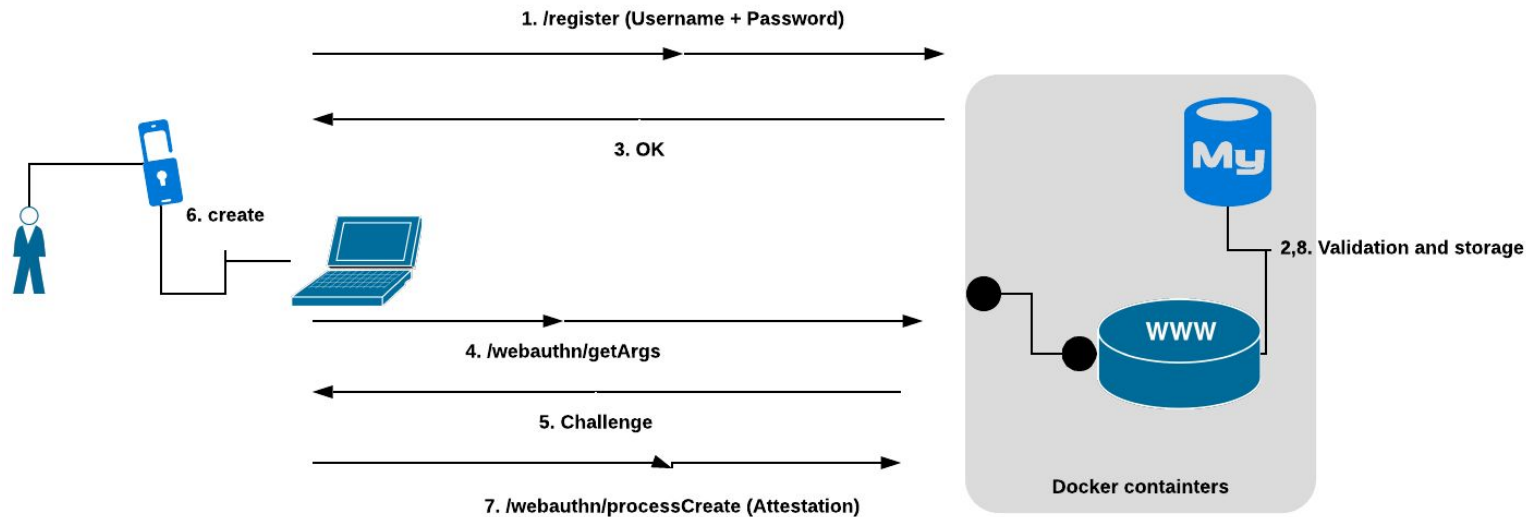 1. /register (Username + Password)
3. OK
My
6. create
2,8. Validation and storage
WWW
4. /webauthn/getArgs
5. Challenge
Docker containters
7. /webauthn/processCreate (Attestation)